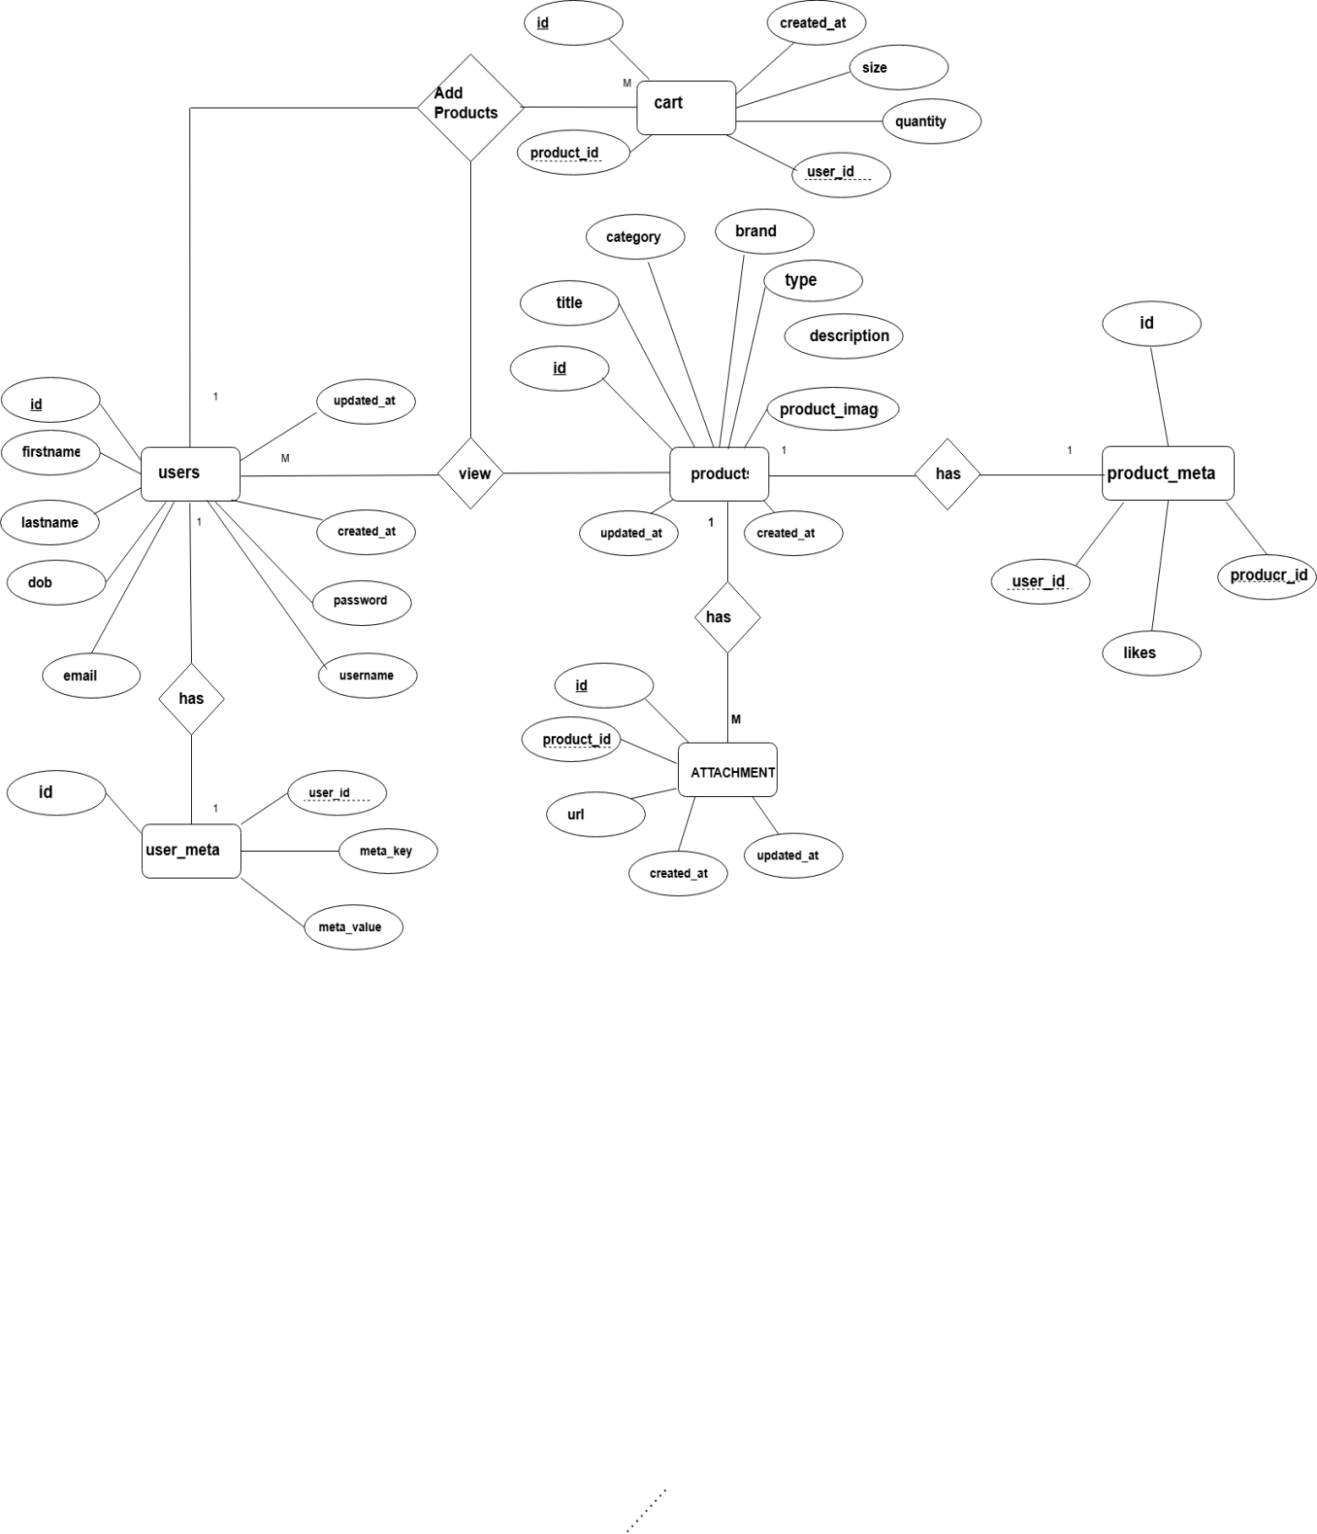 id
created_at
size
M
Add
Products
cart
quantity
product_id
user_id
category
brand
type
title
description
id
product_imag
id
1
updated_at
id
firstname
users
M
view
products
1
has
1
product_meta
lastname
1
created_at
updated_at
1
created_at
dob
password
user_id
producr_id
has
email
username
likes
has
id
M
product_id
ATTACHMENT
id
user_id
url
1
user_meta
meta_key
updated_at
created_at
meta_value